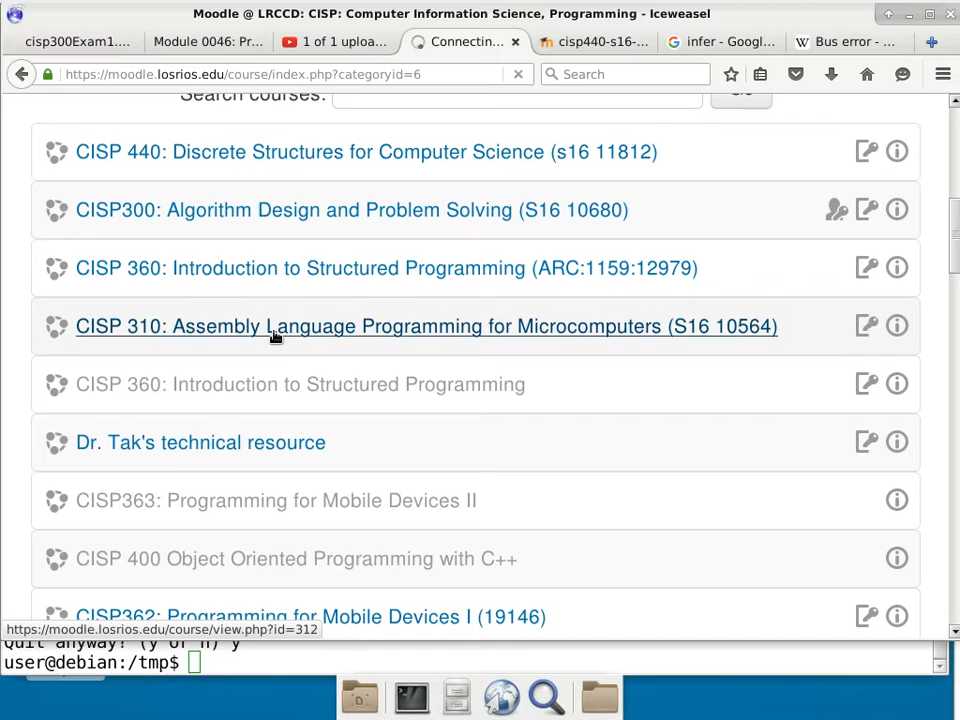 Moodle @ LRCCD: CISP: Computer Information Science, Programming - Iceweasel
cisp300Exam1.... Module 0046: Pr... 1 of 1 uploa... Connectin... cisp440-s16-... infer - Googl... Bus error - ...
https://moodle.losrios.edu/course/index.php?categoryid=6 Search
Search courses:
CISP 440: Discrete Structures for Computer Science (s16 11812)
CISP300: Algorithm Design and Problem Solving (S16 10680)
CISP 360: Introduction to Structured Programming (ARC:1159:12979)
CISP 310: Assembly Language Programming for Microcomputers (S16 10564)
CISP 360: Introduction to Structured Programming
Dr. Tak's technical resource
CISP363: Programming for Mobile Devices II
CISP 400 Object Oriented Programming with C++
CISP362: Programming for Mobile Devices I (19146)
https://moodle.losrios.edu/course/view.php?id=312
Quit anyway? (y or n) y
user@debian:/tmp$